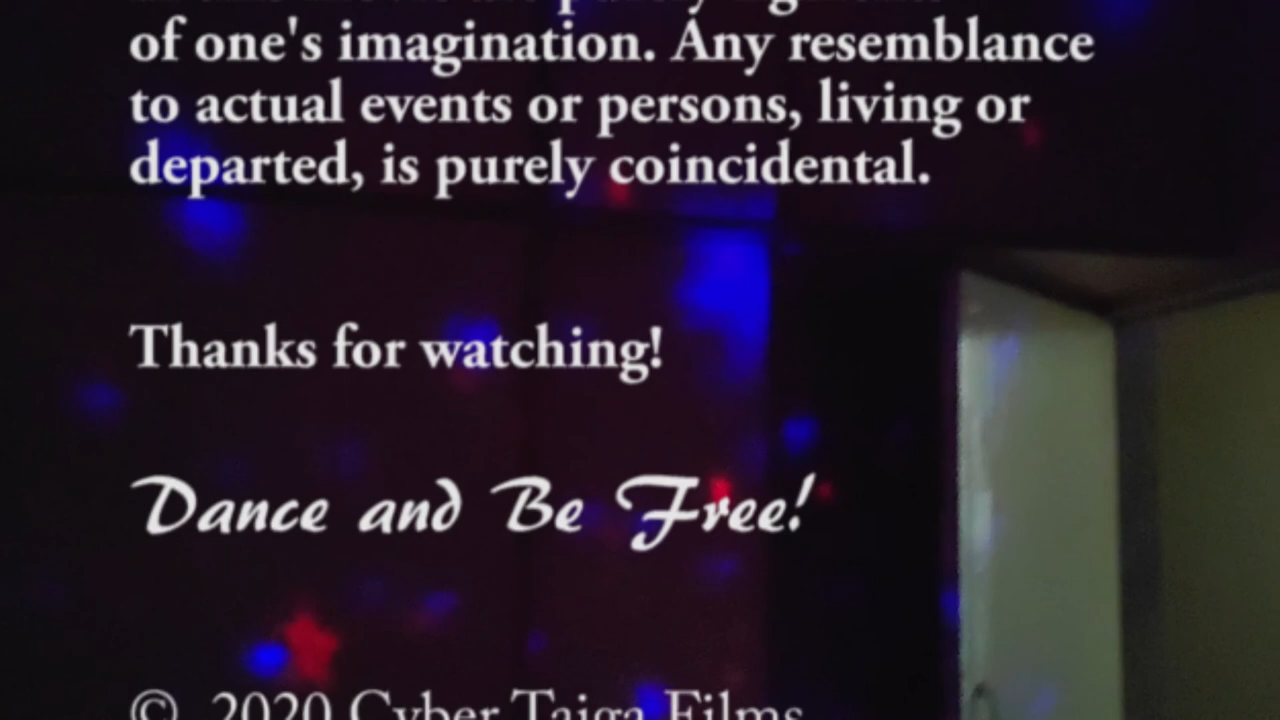 of one's imagination. Any resemblance
to actual events or persons, living or
departed, is purely coincidental.
Thanks for watching!
Dance and Be Free!
© 2020 Cyber Taiga Films